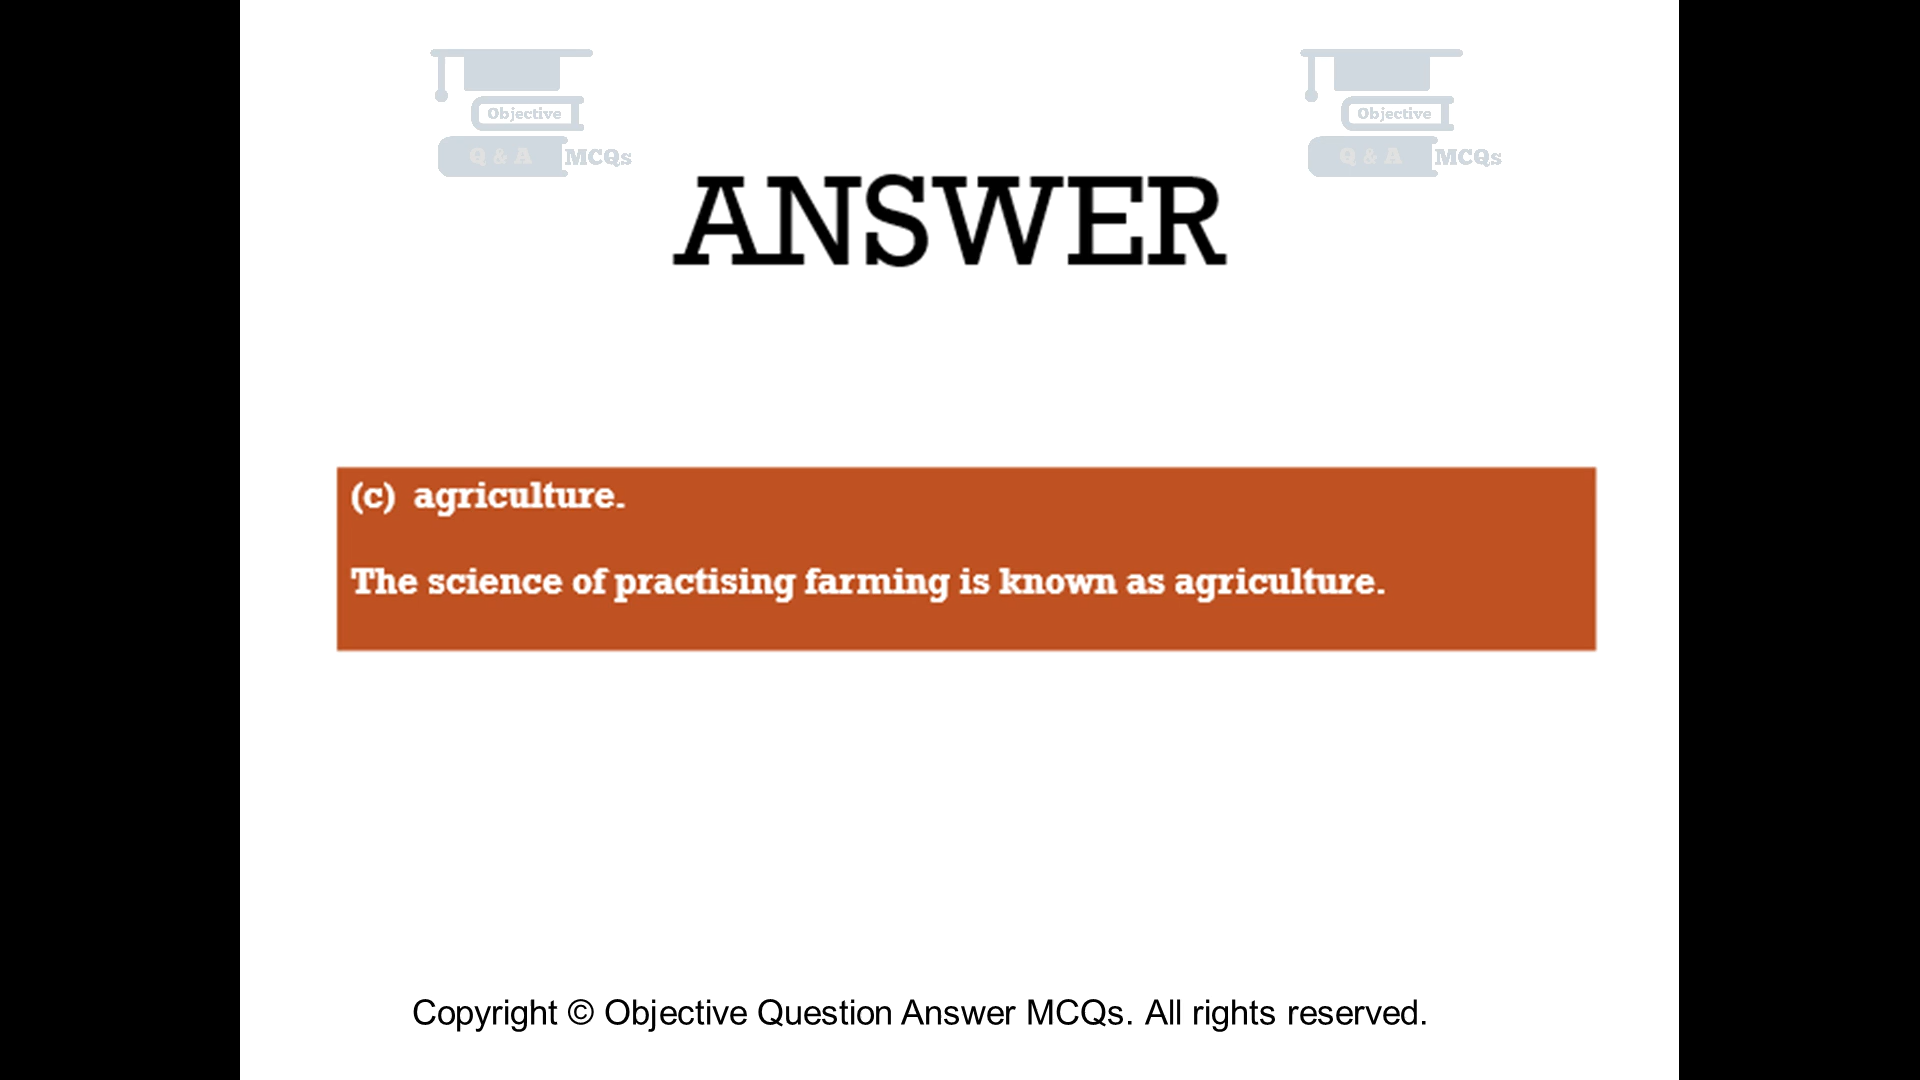 Objective
Q & A MCQs
Objective
Q & A MCQs
ANSWER
(c) agriculture.
The science of practising farming is known as agriculture.
Copyright © Objective Question Answer MCQs. All rights reserved.